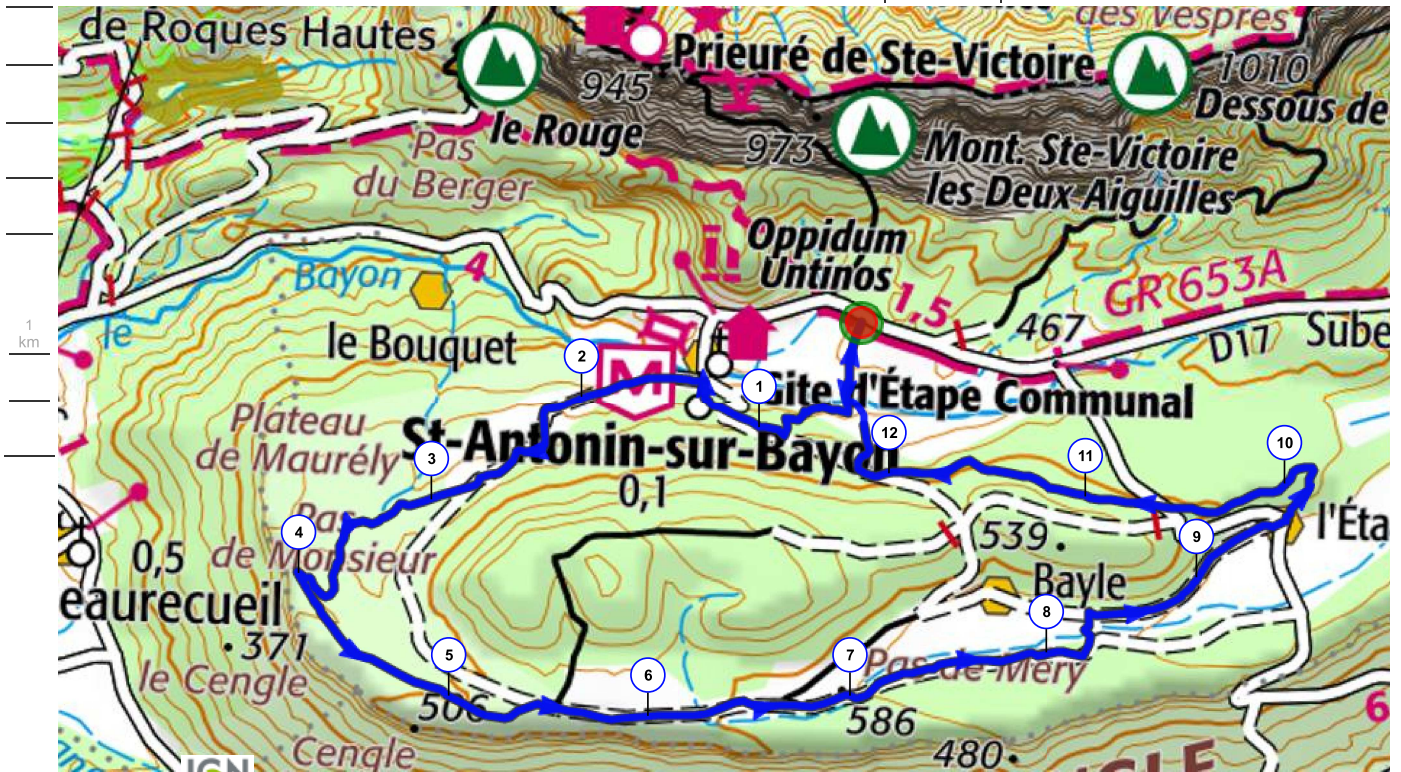 des Vespres
de Roques Hautes
Prieuré de Ste-Victoire
1010
945
Dessous de
le Rouge
Pas
du Berger
973
Mont. Ste-Victoire
les Deux Aiguilles
Oppidum
Untinos
4
Bayon
1,5
GR 653A
1
km
le
le Bouquet
467
D17
Sube
2
M
1
Gite d'Étape Communal
Plateau
de Maurély
St-Antonin-sur-Bayon
12
10
3
11
0,1
4
Pas
de Monsieur
539
9
l'Éta
0,5
eaurecueil
Bayle
8
371
le Cengle
5
6
7
Pas-de-Méry
506
586
6
Cengle
480
IGN